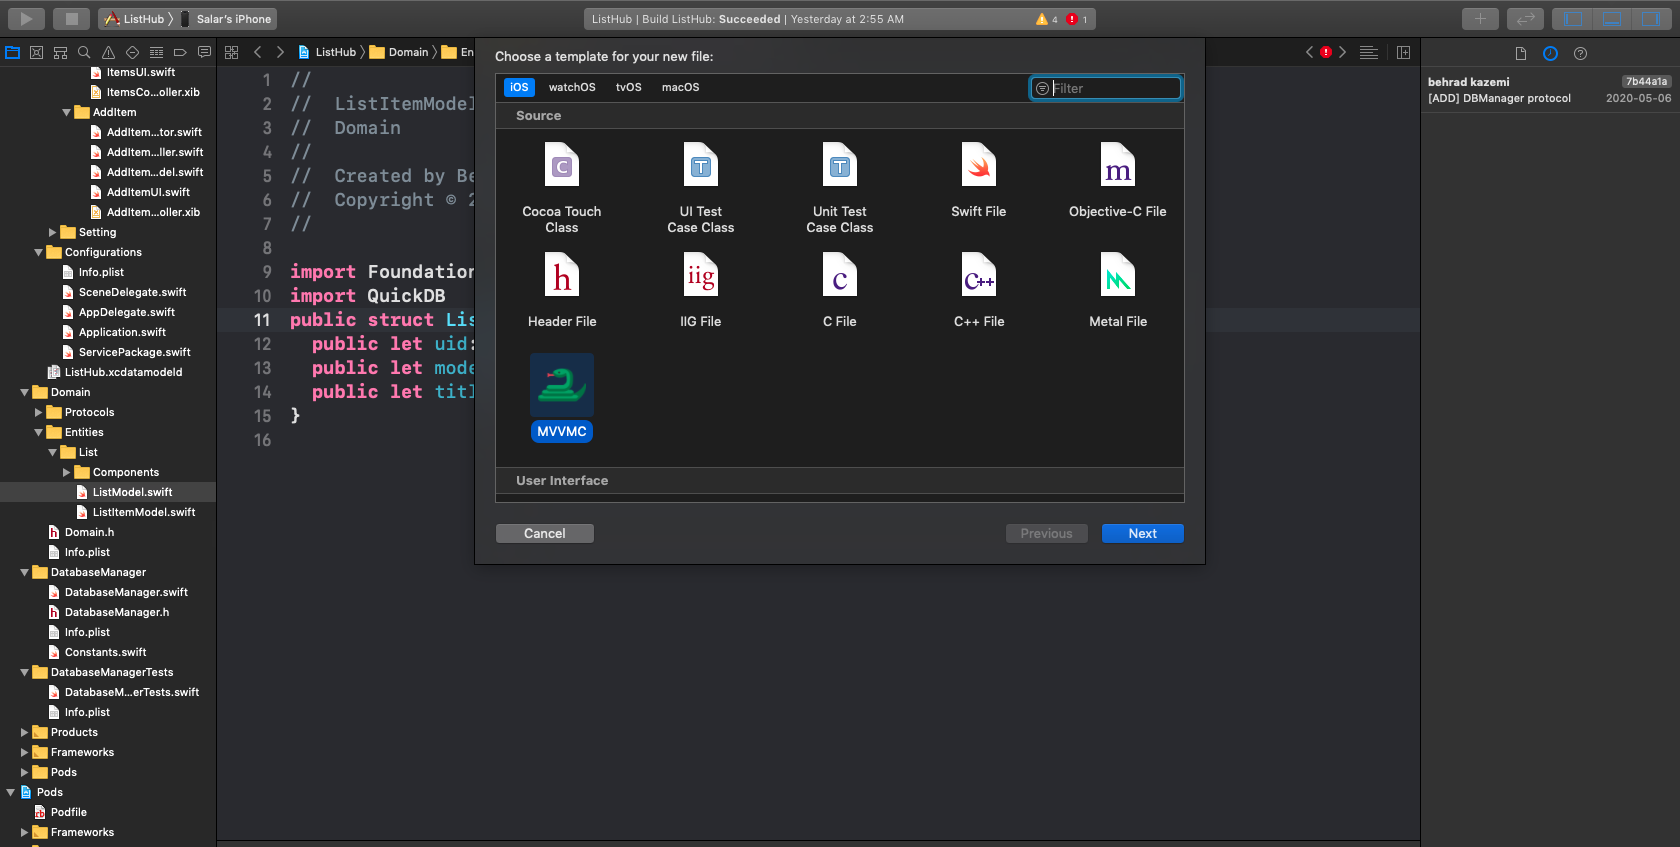 ListHub
Salar's iPhone
ListHub | Build ListHub: Succeeded | Yesterday at 2:55 AM
4
1
ItemsUI.swift
ItemsCo...oller.xib
AddItem
AddItem...tor.swift
AddItem...ller.swift
AddItem...del.swift
AddItemUI.swift
AddItem...oller.xib
Setting
Configurations
Info.plist
SceneDelegate.swift
AppDelegate.swift
Application.swift
ServicePackage.swift
ListHub.xcdatamodeld
Domain
Protocols
Entities
List
Components
ListModel.swift
ListItemModel.swift
Domain.h
Info.plist
DatabaseManager
DatabaseManager.swift
DatabaseManager.h
Info.plist
Constants.swift
DatabaseManagerTests
DatabaseM...erTests.swift
Info.plist
Products
Frameworks
Pods
Pods
Podfile
Frameworks
ListHub
Domain
En
1 //
2 // ListItemModel
3 // Domain
4 //
5 // Created by Be
6 // Copyright © 2
7 //
8
9 import Foundation
10 import QuickDB
11 public struct Lis
12 public let uid:
13 public let mode
14 public let titl
15 }
16
Choose a template for your new file:
iOS
watchOS
tvOS
macOS
Filter
Source
C
T
T
m
Cocoa Touch
Class
UI Test
Case Class
Unit Test
Case Class
Swift File
Objective-C File
h
iig
c
c++
Header File
IIG File
C File
C++ File
Metal File
MVVMC
User Interface
Cancel
Previous
Next
behrad kazemi
7b44a1a
[ADD] DBManager protocol
2020-05-06